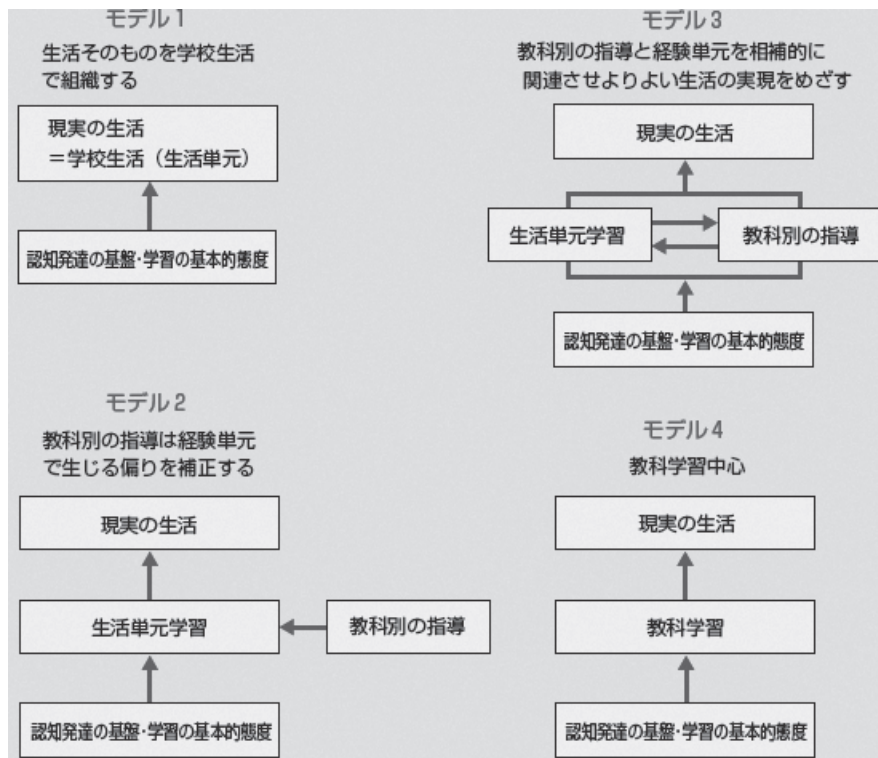 モデル1
生活そのものを学校生活
で組織する
現実の生活
=学校生活(生活単元)
認知発達の基盤・学習の基本的態度
モデル2
教科別の指導は経験単元
で生じる偏りを補正する
現実の生活
生活単元学習
教科別の指導
認知発達の基盤・学習の基本的態度
モデル3
教科別の指導と経験単元を相補的に
関連させよりよい生活の実現をめざす
現実の生活
生活単元学習
教科別の指導
認知発達の基盤・学習の基本的態度
モデル4
教科学習中心
現実の生活
教科学習
認知発達の基盤・学習の基本的態度